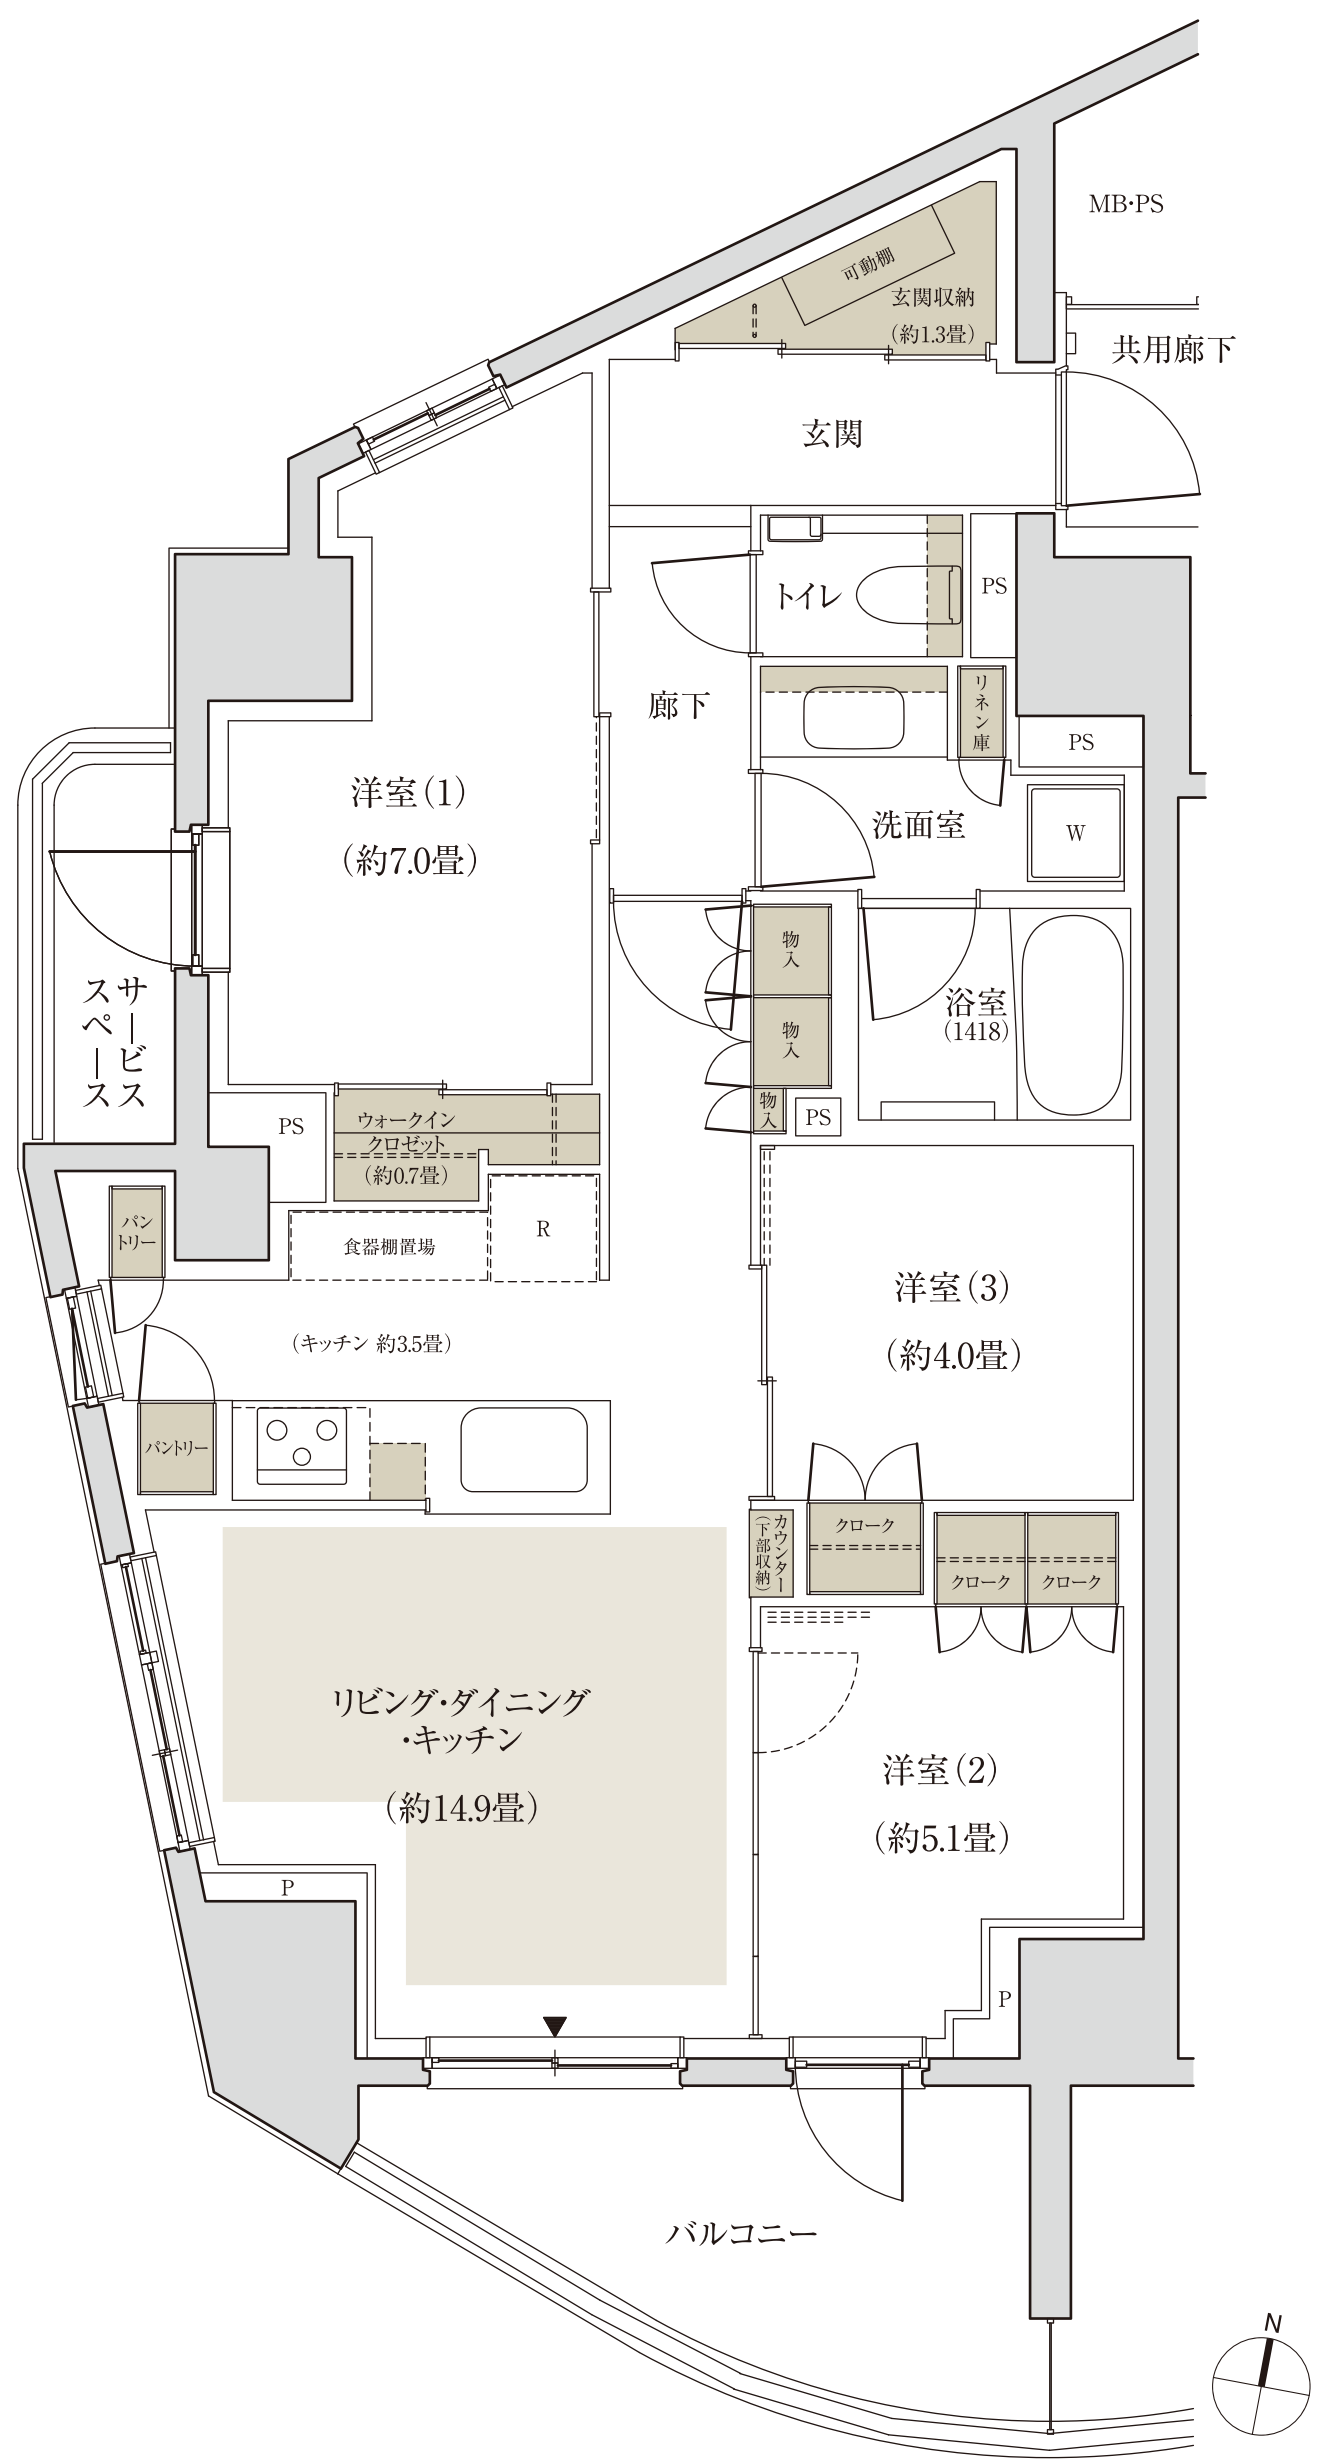 MB･PS
可動棚
玄関収納
(約1.3畳)
共用廊下
玄関
トイレ
PS
廊下
リネン庫
PS
洋室(1)
(約7.0畳)
洗面室
W
物入
サービス
スペース
浴室
(1418)
物入
物入
PS
PS
ウォークイン
クロゼット
(約0.7畳)
パン
トリー
食器棚置場
R
洋室(3)
(約4.0畳)
(キッチン 約3.5畳)
パントリー
カウンター
(下部収納)
クローク
クローク
クローク
リビング･ダイニング
･キッチン
(約14.9畳)
洋室(2)
(約5.1畳)
P
P
バルコニー
N